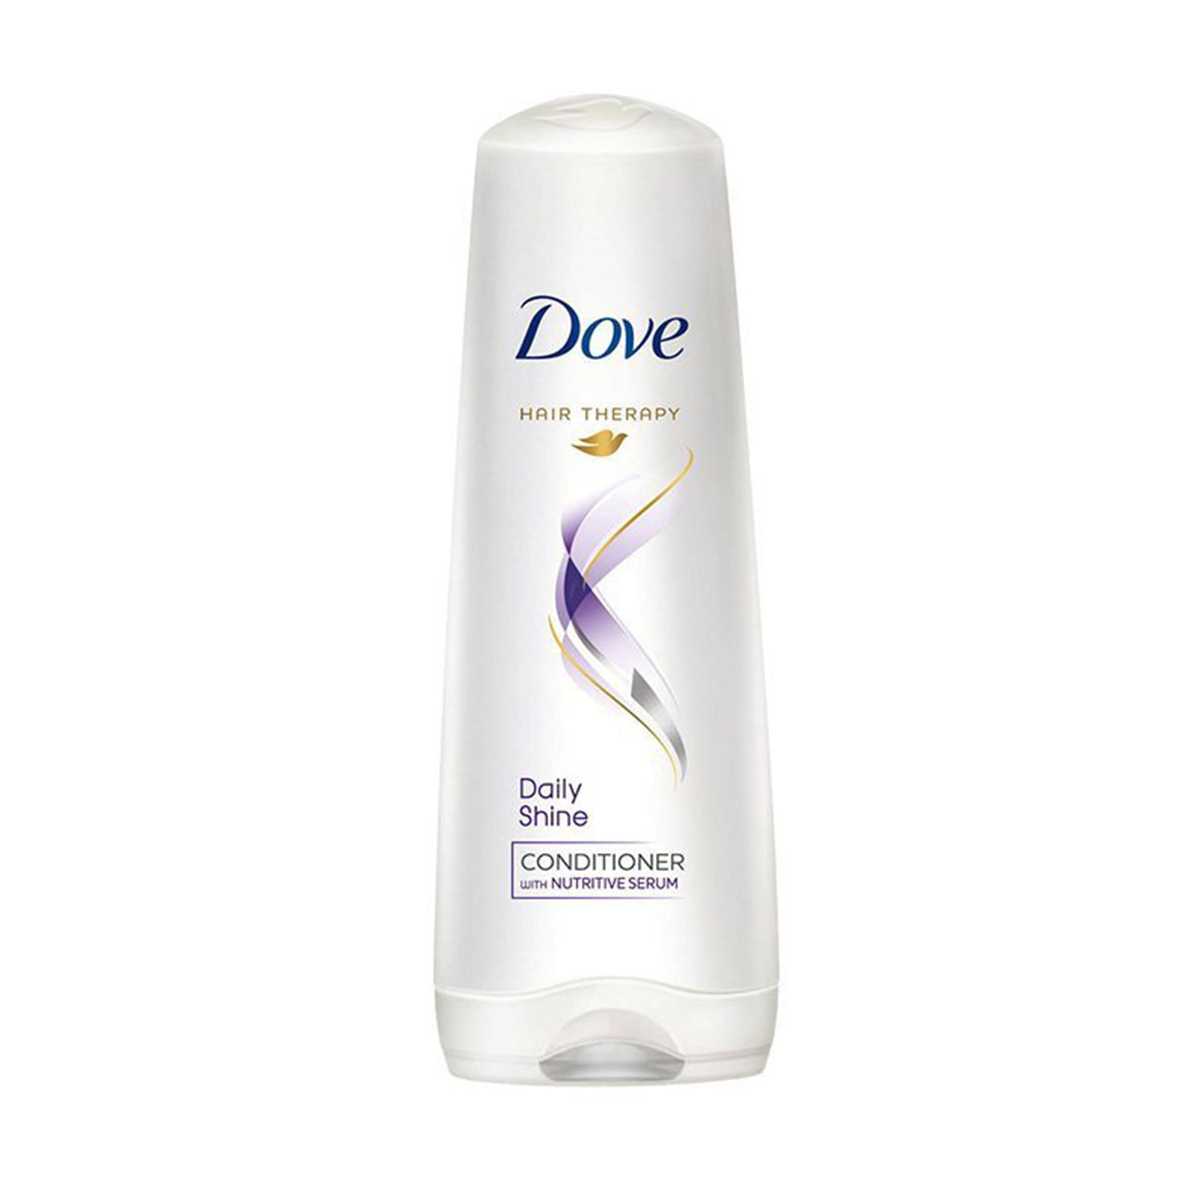 Dove
HAIR THERAPY
Daily
Shine
CONDITIONER
WITH NUTRITIVE SERUM